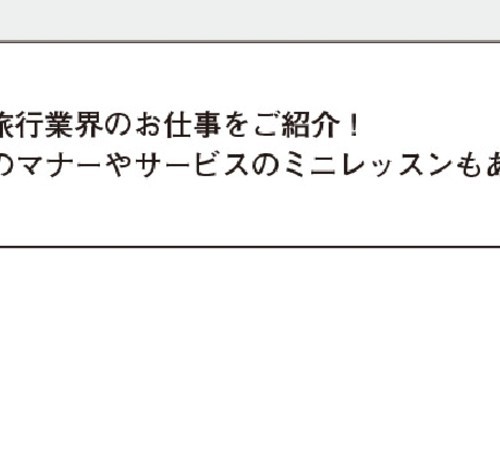 旅行業界のお仕事をご紹介!
のマナーやサービスのミニレッスンもあ